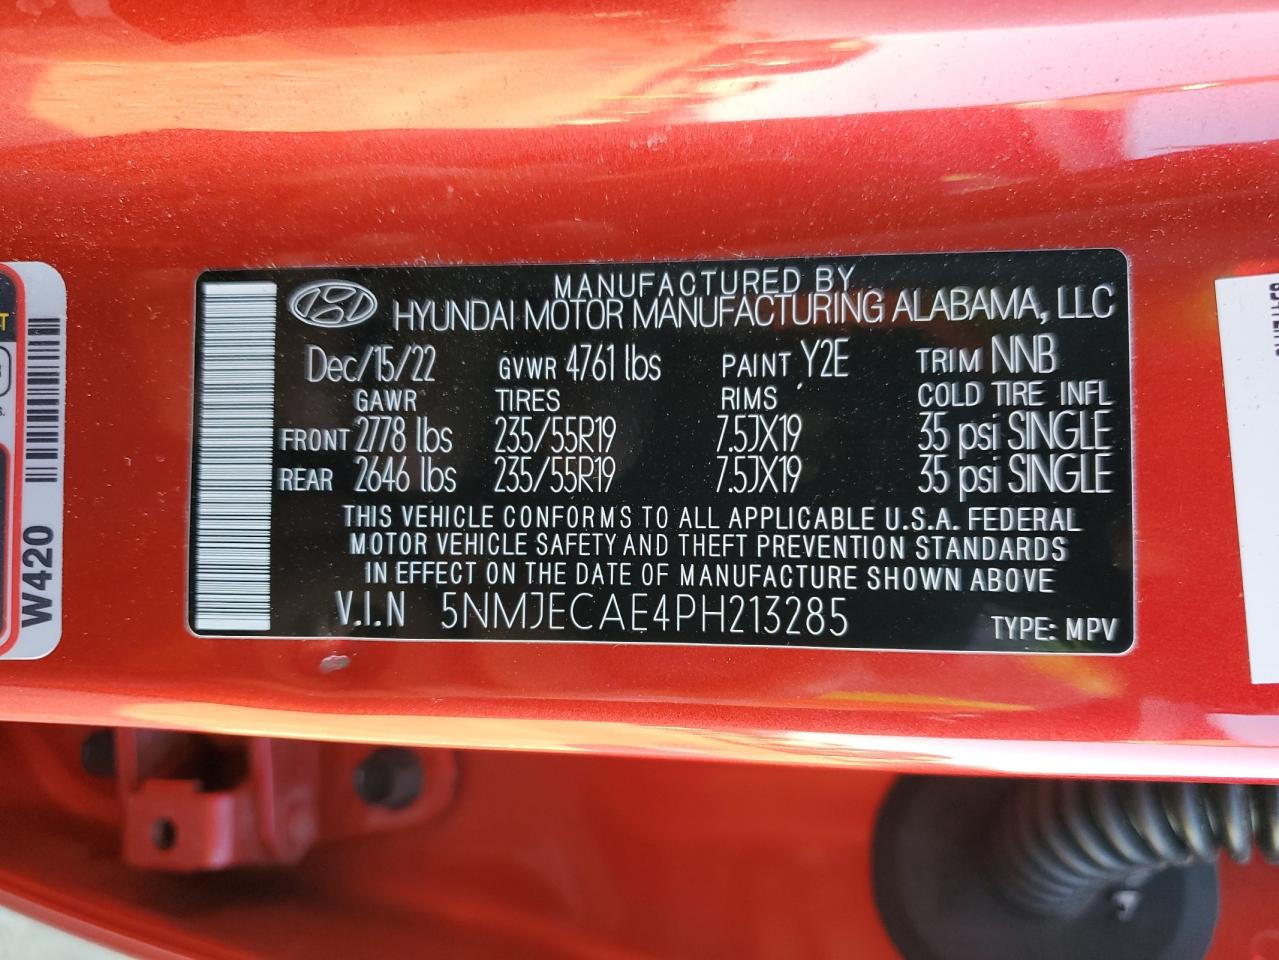 MANUFACTURED BY
HYUNDAI MOTOR MANUFACTURING ALABAMA, LLC
Dec/15/22 GVWR 4761 lbs PAINT Y2E TRIM NNB
GAWR TIRES RIMS COLD TIRE INFL
FRONT 2778 lbs 235/55R19 7.5JX19 35 psi SINGLE
REAR 2646 lbs 235/55R19 7.5JX19 35 psi SINGLE
THIS VEHICLE CONFORMS TO ALL APPLICABLE U.S.A. FEDERAL
MOTOR VEHICLE SAFETY AND THEFT PREVENTION STANDARDS
IN EFFECT ON THE DATE OF MANUFACTURE SHOWN ABOVE
V.I.N 5NMJECAE4PH213285
TYPE: MPV
W420